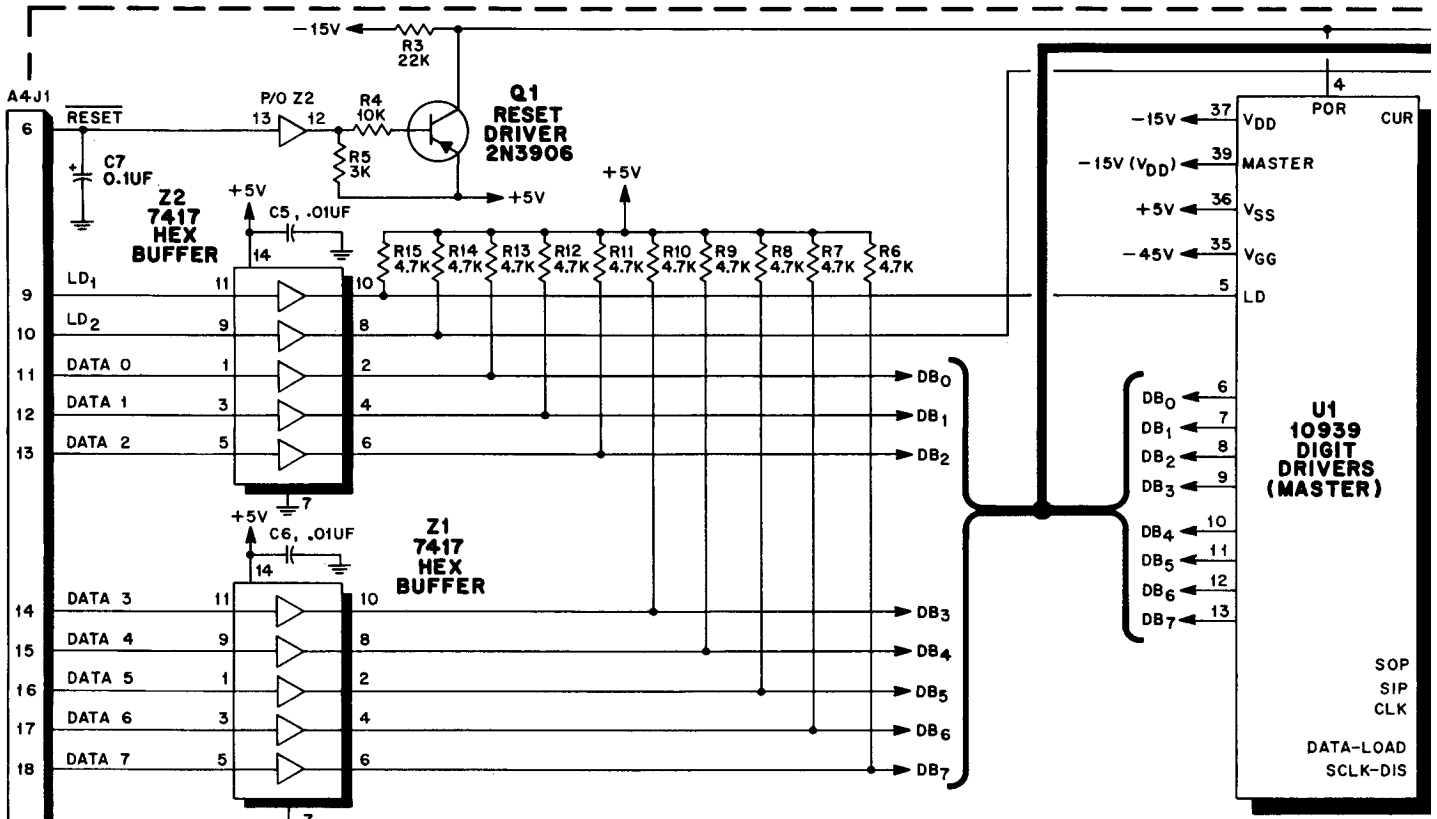 -15V
R3
22K
A4J1
RESET
6
C7
0.1UF
+
P/O Z2
13 12
R4
10K
R5
3K
Q1
RESET
DRIVER
2N3906
+5V
+5V
Z2
7417
HEX
BUFFER
+5V
C5, .01UF
14
R15
4.7K
R14
4.7K
R13
4.7K
R12
4.7K
R11
4.7K
R10
4.7K
R9
4.7K
R8
4.7K
R7
4.7K
R6
4.7K
9 LD1 11 10
10 LD2 9 8
11 DATA 0 1 2 DB0
12 DATA 1 3 4 DB1
13 DATA 2 5 6 DB2
7
+5V
C6, .01UF
14
Z1
7417
HEX
BUFFER
14 DATA 3 11 10 DB3
15 DATA 4 9 8 DB4
16 DATA 5 1 2 DB5
17 DATA 6 3 4 DB6
18 DATA 7 5 6 DB7
7
4
POR
CUR
-15V 37 VDD
-15V (VDD) 39 MASTER
+5V 36 VSS
-45V 35 VGG
5 LD
DB0 6
DB1 7
DB2 8
DB3 9
DB4 10
DB5 11
DB6 12
DB7 13
U1
10939
DIGIT
DRIVERS
(MASTER)
SOP
SIP
CLK
DATA-LOAD
SCLK-DIS